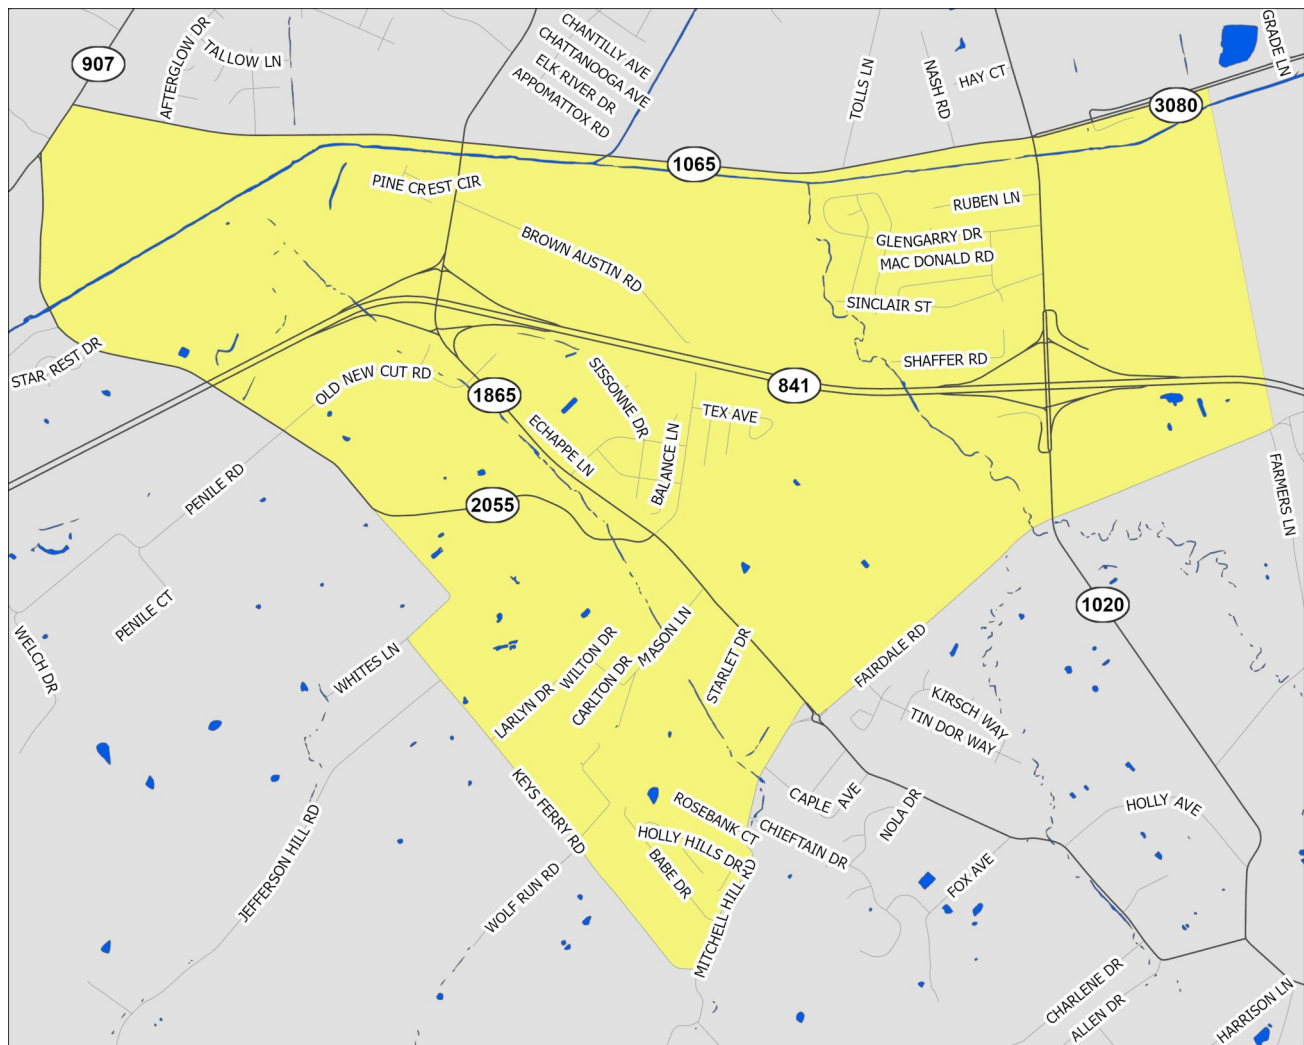 907
AFTERGLOW DR
TALLOW LN
CHANTILLY AVE
CHATTANOOGA AVE
ELK RIVER DR
APPOMATTOX RD
TOLLS LN
NASH RD
HAY CT
GRADE LN
3080
1065
PINE CREST CIR
RUBEN LN
BROWN AUSTIN RD
GLENGARRY DR
MAC DONALD RD
SINCLAIR ST
STAR REST DR
SHAFFER RD
OLD NEW CUT RD
SISSONNE DR
841
1865
TEX AVE
ECHAPPE LN
BALANCE LN
PENILE RD
2055
FARMERS LN
PENILE CT
1020
WELCH DR
WHITES LN
WILTON DR
MASON LN
STARLET DR
FAIRDALE RD
LARLYN DR
CARLTON DR
KIRSCH WAY
TIN DOR WAY
KEYS FERRY RD
CAPLE AVE
HOLLY AVE
ROSEBANK CT
CHIEFTAIN DR
NOLA DR
HOLLY HILLS DR
BABE DR
JEFFERSON HILL RD
WOLF RUN RD
FOX AVE
MITCHELL HILL RD
CHARLENE DR
ALLEN DR
HARRISON LN